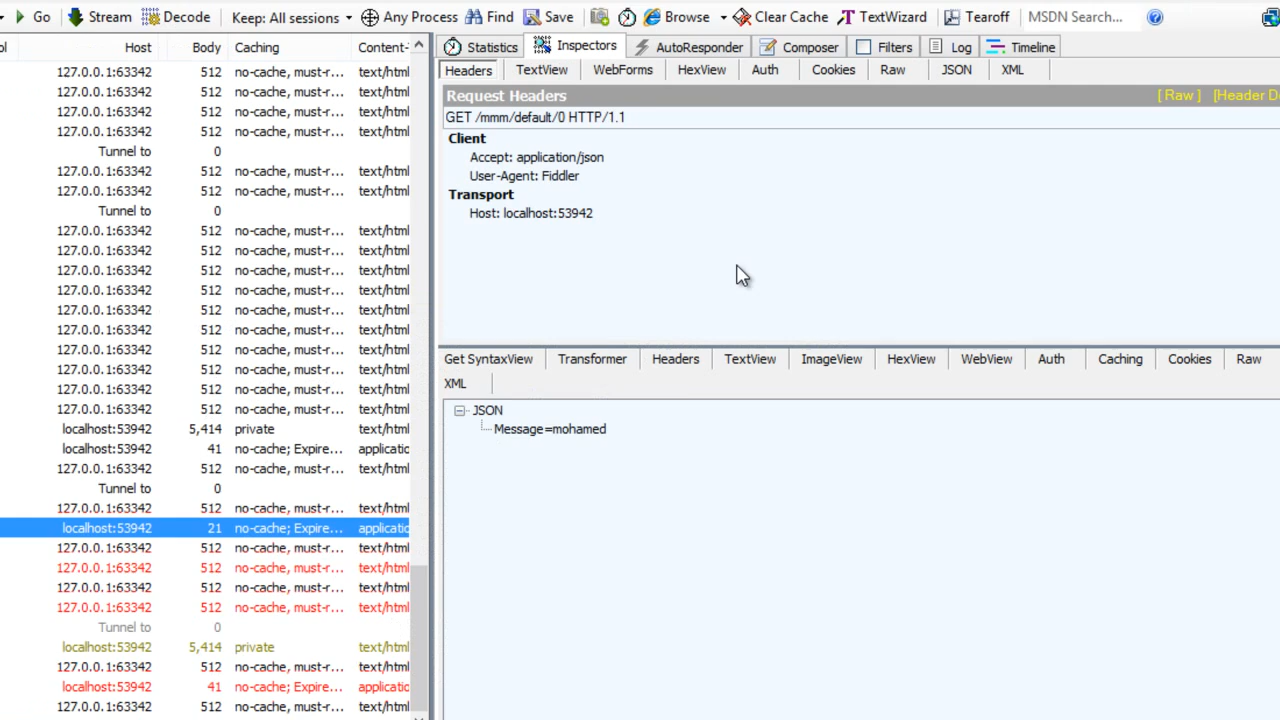 Go Stream Decode Keep: All sessions Any Process Find Save Browse Clear Cache TextWizard Tearoff MSDN Search...
ol Host Body Caching Content-
Statistics Inspectors AutoResponder Composer Filters Log Timeline
Headers TextView WebForms HexView Auth Cookies Raw JSON XML
Request Headers [ Raw ] [Header De
GET /mmm/default/0 HTTP/1.1
Client
Accept: application/json
User-Agent: Fiddler
Transport
Host: localhost:53942
Get SyntaxView Transformer Headers TextView ImageView HexView WebView Auth Caching Cookies Raw
XML
JSON
Message=mohamed
127.0.0.1:63342 512 no-cache, must-r... text/html
127.0.0.1:63342 512 no-cache, must-r... text/html
127.0.0.1:63342 512 no-cache, must-r... text/html
127.0.0.1:63342 512 no-cache, must-r... text/html
Tunnel to 0
127.0.0.1:63342 512 no-cache, must-r... text/html
127.0.0.1:63342 512 no-cache, must-r... text/html
Tunnel to 0
127.0.0.1:63342 512 no-cache, must-r... text/html
127.0.0.1:63342 512 no-cache, must-r... text/html
127.0.0.1:63342 512 no-cache, must-r... text/html
127.0.0.1:63342 512 no-cache, must-r... text/html
127.0.0.1:63342 512 no-cache, must-r... text/html
127.0.0.1:63342 512 no-cache, must-r... text/html
127.0.0.1:63342 512 no-cache, must-r... text/html
127.0.0.1:63342 512 no-cache, must-r... text/html
127.0.0.1:63342 512 no-cache, must-r... text/html
127.0.0.1:63342 512 no-cache, must-r... text/html
localhost:53942 5,414 private text/html
localhost:53942 41 no-cache; Expire... applicatio
127.0.0.1:63342 512 no-cache, must-r... text/html
Tunnel to 0
127.0.0.1:63342 512 no-cache, must-r... text/html
localhost:53942 21 no-cache; Expire... applicatio
127.0.0.1:63342 512 no-cache, must-r... text/html
127.0.0.1:63342 512 no-cache, must-r... text/html
127.0.0.1:63342 512 no-cache, must-r... text/html
127.0.0.1:63342 512 no-cache, must-r... text/html
Tunnel to 0
localhost:53942 5,414 private text/html
127.0.0.1:63342 512 no-cache, must-r... text/html
localhost:53942 41 no-cache; Expire... applicatio
127.0.0.1:63342 512 no-cache, must-r... text/html